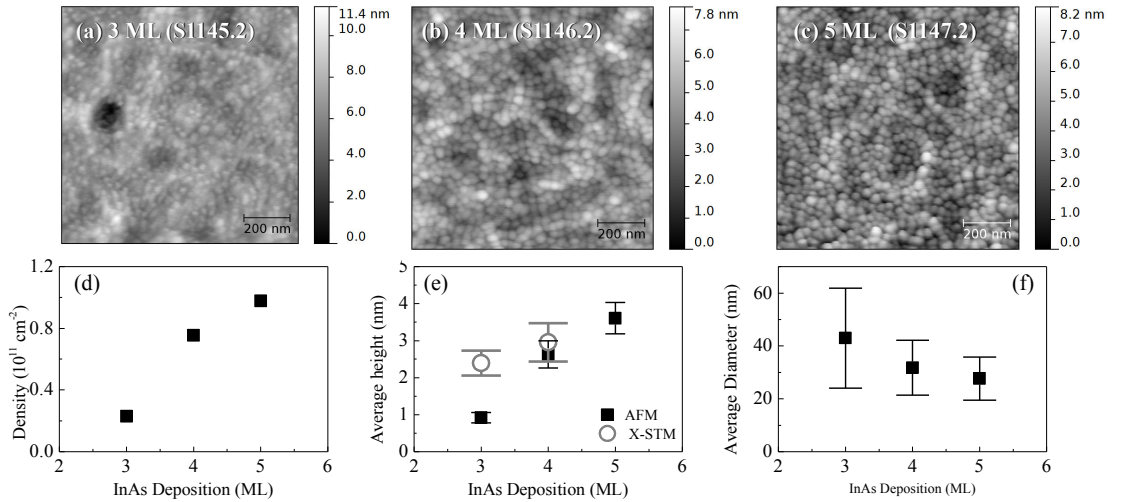 (a) 3 ML (S1145.2)
11.4 nm
10.0
8.0
6.0
4.0
2.0
0.0
200 nm
(b) 4 ML (S1146.2)
7.8 nm
7.0
6.0
5.0
4.0
3.0
2.0
1.0
0.0
200 nm
(c) 5 ML (S1147.2)
8.2 nm
7.0
6.0
5.0
4.0
3.0
2.0
1.0
0.0
200 nm
(d)
Density (10¹¹ cm⁻²)
1.2
0.8
0.4
0.0
2 3 4 5 6
InAs Deposition (ML)
(e)
Average height (nm)
5
4
3
2
1
0
AFM
X-STM
2 3 4 5 6
InAs Deposition (ML)
(f)
Average Diameter (nm)
60
40
20
0
2 3 4 5 6
InAs Deposition (ML)